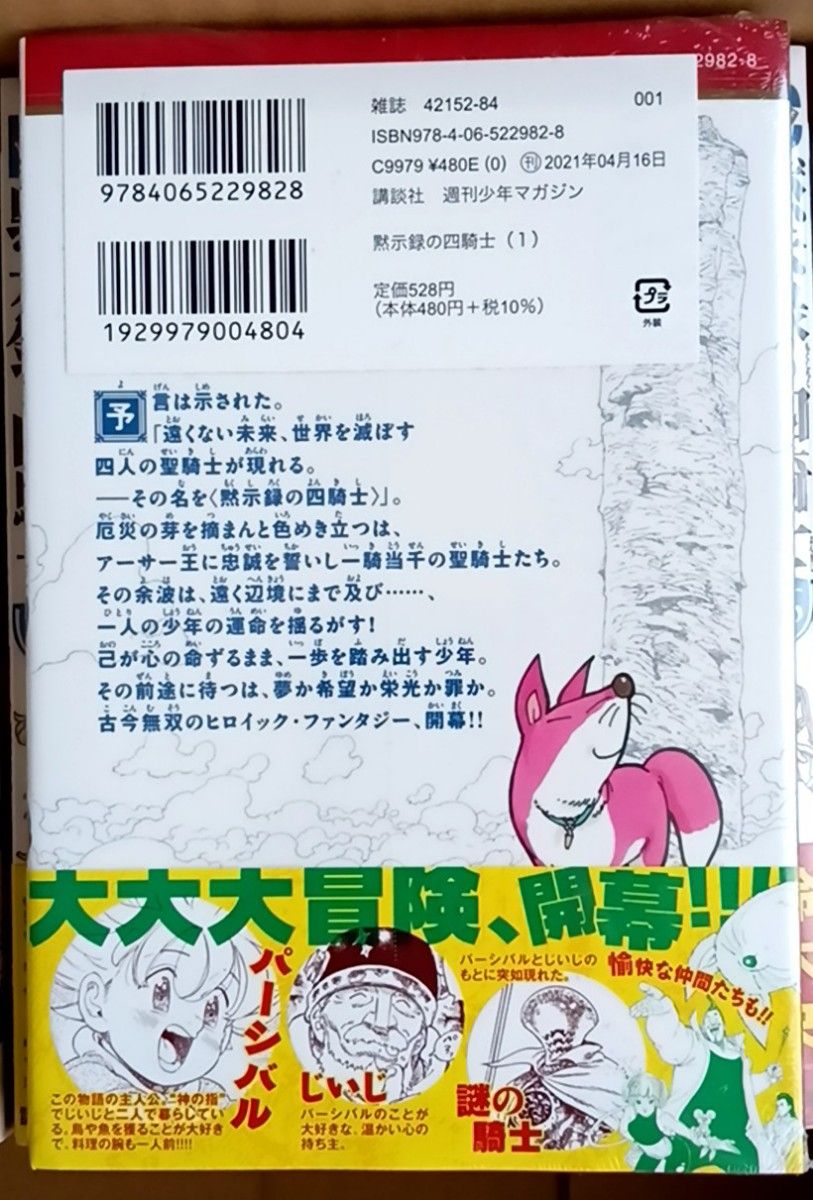 2982-8
雑誌 42152-84
001
ISBN978-4-06-522982-8
C9979 ¥480E (0) ㊔2021年04月16日
講談社 週刊少年マガジン
黙示録の四騎士（1）
定価528円
（本体480円＋税10%）
プラ
外装
9784065229828
1929979004804
予言は示された。
「遠くない未来、世界を滅ぼす
四人の聖騎士が現れる。
──その名を〈黙示録の四騎士〉」。
厄災の芽を摘まんと色めき立つは、
アーサー王に忠誠を誓いし一騎当千の聖騎士たち。
その余波は、遠く辺境にまで及び……、
一人の少年の運命を揺るがす!
己が心の命ずるまま、一歩を踏み出す少年。
その前途に待つは、夢か希望か栄光か罪か。
古今無双のヒロイック・ファンタジー、開幕!!
大大大冒険、開幕!!!
パーシバル
この物語の主人公。“神の指”
でじいじと二人で暮らしている。
鳥や魚を獲ることが大好き
で、料理の腕も一人前!!!!
じいじ
パーシバルのことが
大好きな、温かい心の
持ち主。
パーシバルとじいじの
もとに突如現れた。
謎の
騎士
愉快な仲間たちも!!